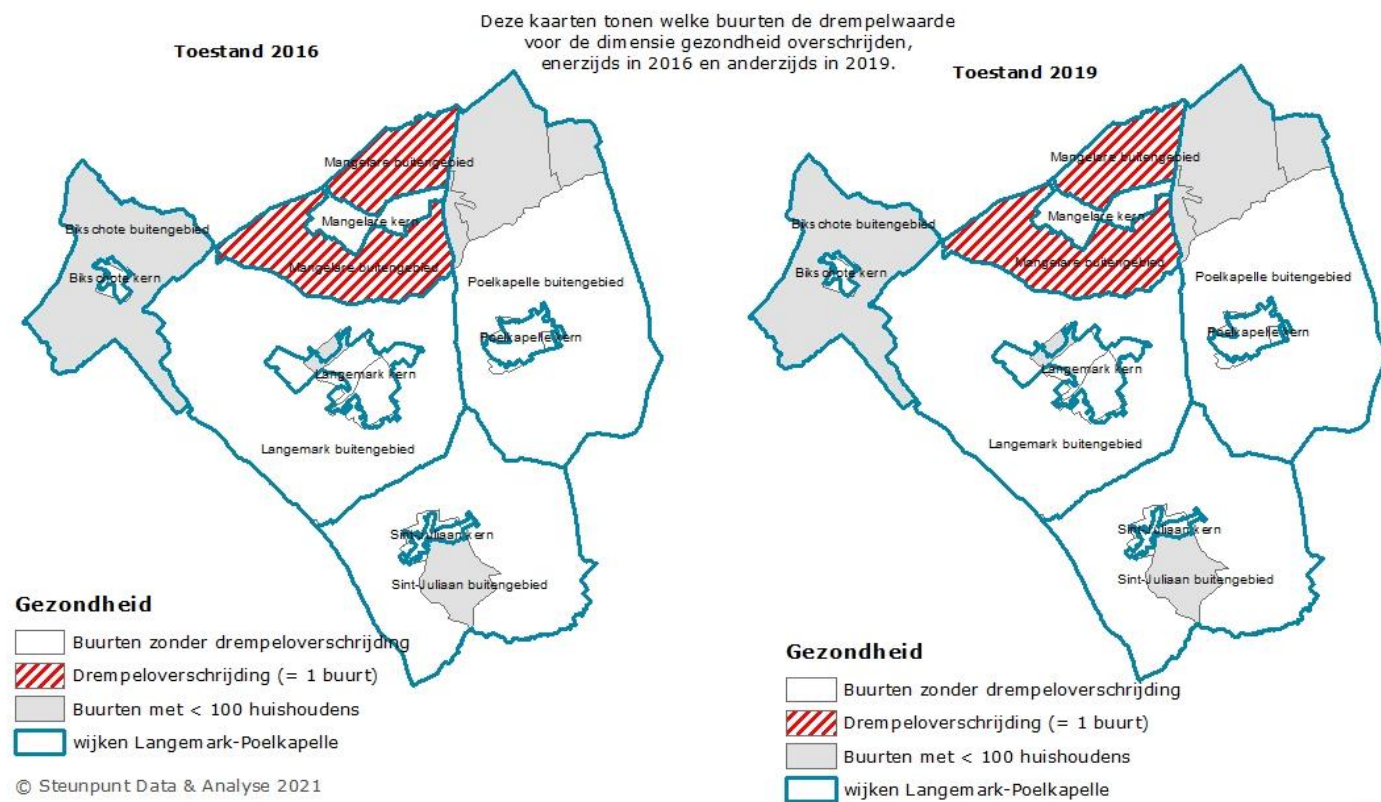 Deze kaarten tonen welke buurten de drempelwaarde
voor de dimensie gezondheid overschrijden,
enerzijds in 2016 en anderzijds in 2019.
Toestand 2016
Mangelare buitengebied
Mangelare kern
Bikschote buitengebied
Bikschote kern
Mangelare buitengebied
Poelkapelle buitengebied
Poelkapelle kern
Langemark kern
Langemark buitengebied
Sint-Juliaan kern
Sint-Juliaan buitengebied
Gezondheid
Buurten zonder drempeloverschrijding
Drempeloverschrijding (= 1 buurt)
Buurten met < 100 huishoudens
wijken Langemark-Poelkapelle
© Steunpunt Data & Analyse 2021
Toestand 2019
Mangelare buitengebied
Mangelare kern
Bikschote buitengebied
Bikschote kern
Mangelare buitengebied
Poelkapelle buitengebied
Poelkapelle kern
Langemark kern
Langemark buitengebied
Sint-Juliaan kern
Sint-Juliaan buitengebied
Gezondheid
Buurten zonder drempeloverschrijding
Drempeloverschrijding (= 1 buurt)
Buurten met < 100 huishoudens
wijken Langemark-Poelkapelle